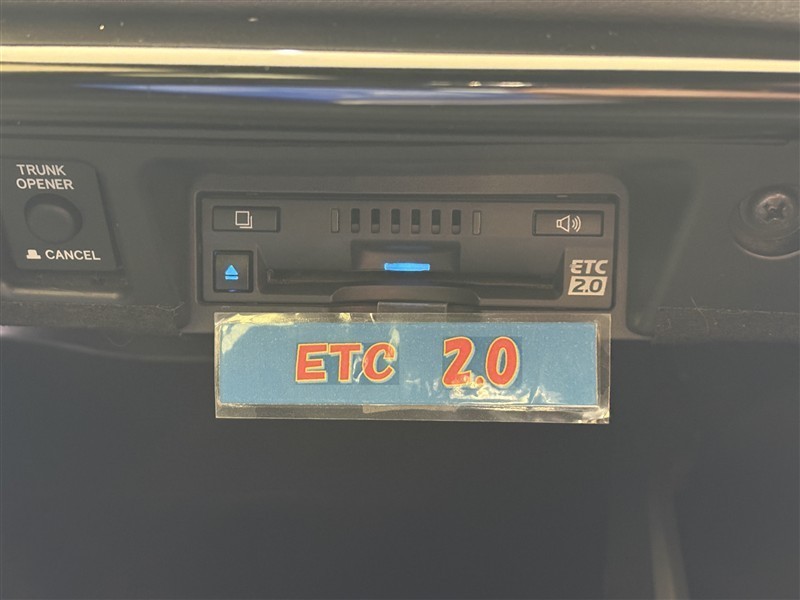 TRUNK
OPENER
CANCEL
ETC
2.0
ETC 2.0